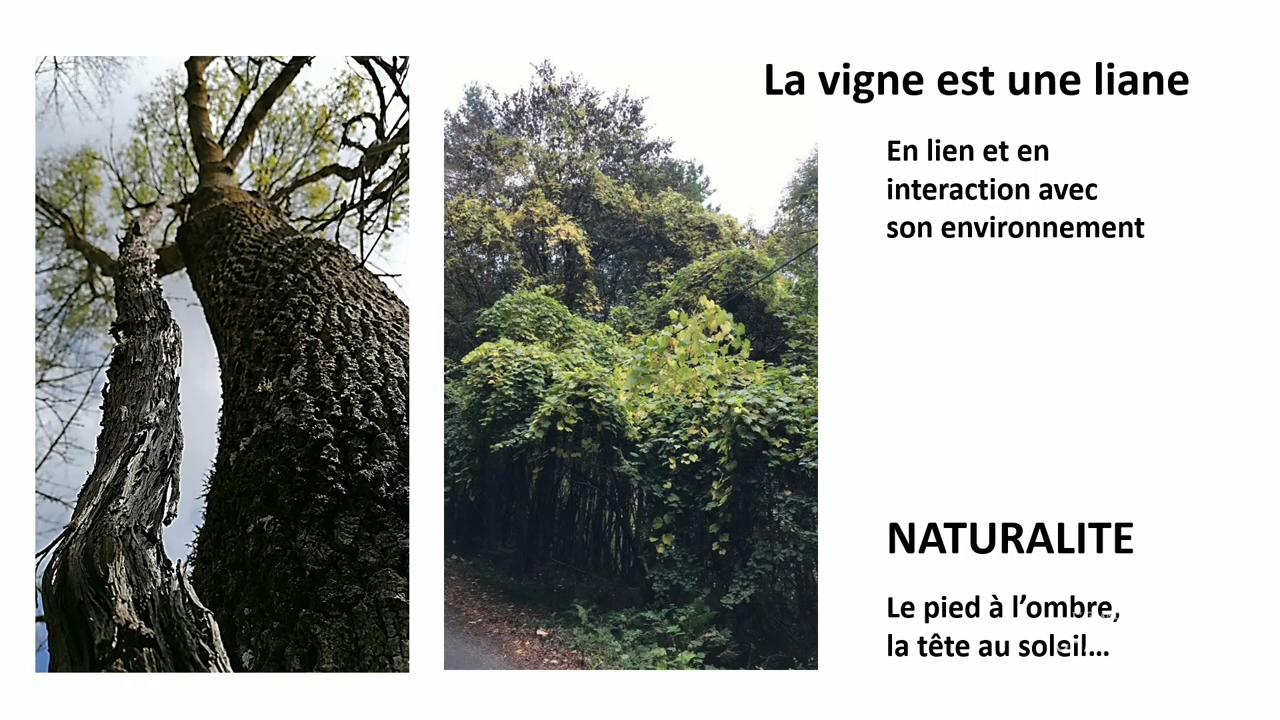 La vigne est une liane
En lien et en
interaction avec
son environnement
NATURALITE
Le pied à l’ombre,
la tête au soleil…